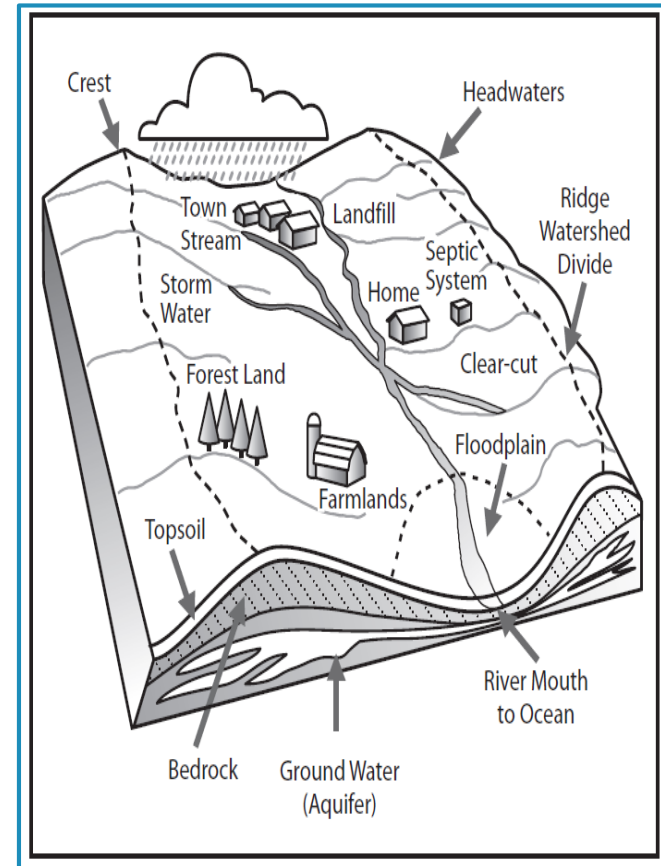 Crest
Headwaters
Ridge
Watershed
Divide
Town
Landfill
Stream
Septic
System
Storm
Water
Home
Clear-cut
Forest Land
Floodplain
Farmlands
Topsoil
River Mouth
to Ocean
Bedrock
Ground Water
(Aquifer)